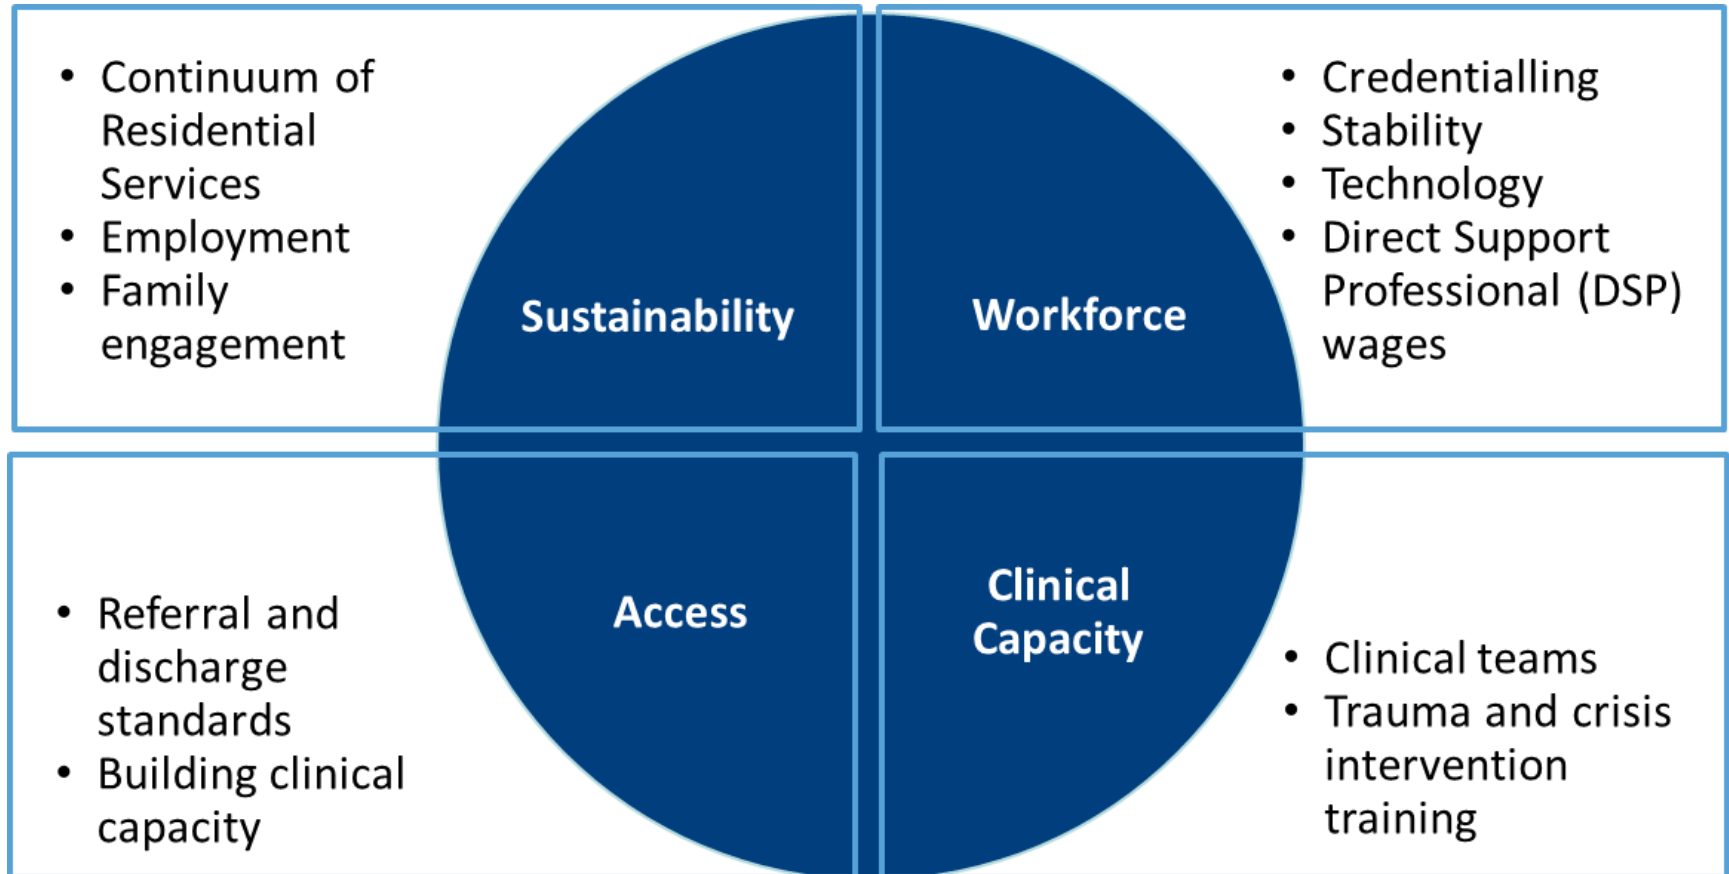 • Continuum of
Residential
Services
• Employment
• Family
engagement
Sustainability
Workforce
• Credentialling
• Stability
• Technology
• Direct Support
Professional (DSP)
wages
• Referral and
discharge
standards
• Building clinical
capacity
Access
Clinical
Capacity
• Clinical teams
• Trauma and crisis
intervention
training